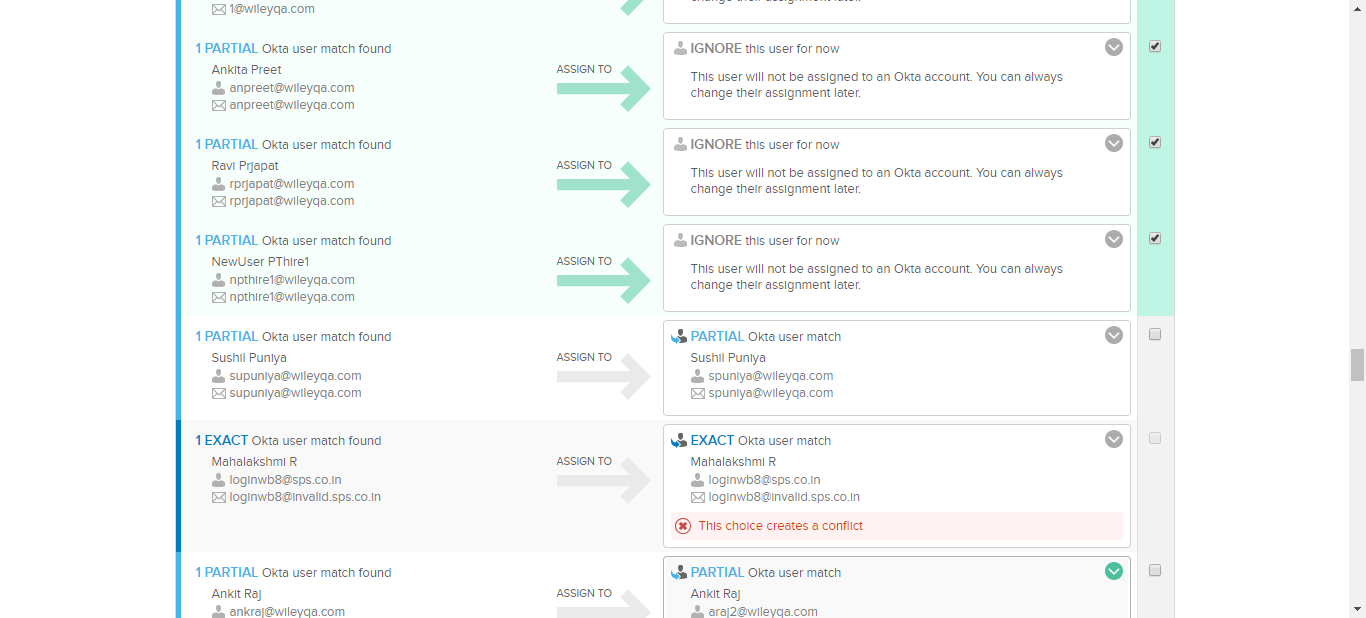 1@wileyqa.com
change their assignment later.
1 PARTIAL Okta user match found
Ankita Preet
anpreet@wileyqa.com
anpreet@wileyqa.com
ASSIGN TO
IGNORE this user for now
This user will not be assigned to an Okta account. You can always
change their assignment later.
1 PARTIAL Okta user match found
Ravi Prjapat
rprjapat@wileyqa.com
rprjapat@wileyqa.com
ASSIGN TO
IGNORE this user for now
This user will not be assigned to an Okta account. You can always
change their assignment later.
1 PARTIAL Okta user match found
NewUser PThire1
npthire1@wileyqa.com
npthire1@wileyqa.com
ASSIGN TO
IGNORE this user for now
This user will not be assigned to an Okta account. You can always
change their assignment later.
1 PARTIAL Okta user match found
Sushil Puniya
supuniya@wileyqa.com
supuniya@wileyqa.com
ASSIGN TO
PARTIAL Okta user match
Sushil Puniya
spuniya@wileyqa.com
spuniya@wileyqa.com
1 EXACT Okta user match found
Mahalakshmi R
loginwb8@sps.co.in
loginwb8@invalid.sps.co.in
ASSIGN TO
EXACT Okta user match
Mahalakshmi R
loginwb8@sps.co.in
loginwb8@invalid.sps.co.in
This choice creates a conflict
1 PARTIAL Okta user match found
Ankit Raj
ankraj@wileyqa.com
ASSIGN TO
PARTIAL Okta user match
Ankit Raj
araj2@wileyqa.com